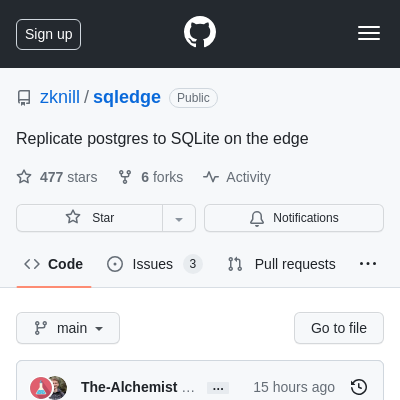 Sign up
zknill / sqledge Public
Replicate postgres to SQLite on the edge
477 stars 6 forks Activity
Star Notifications
Code Issues 3 Pull requests ...
main Go to file
The-Alchemist ... ... 15 hours ago